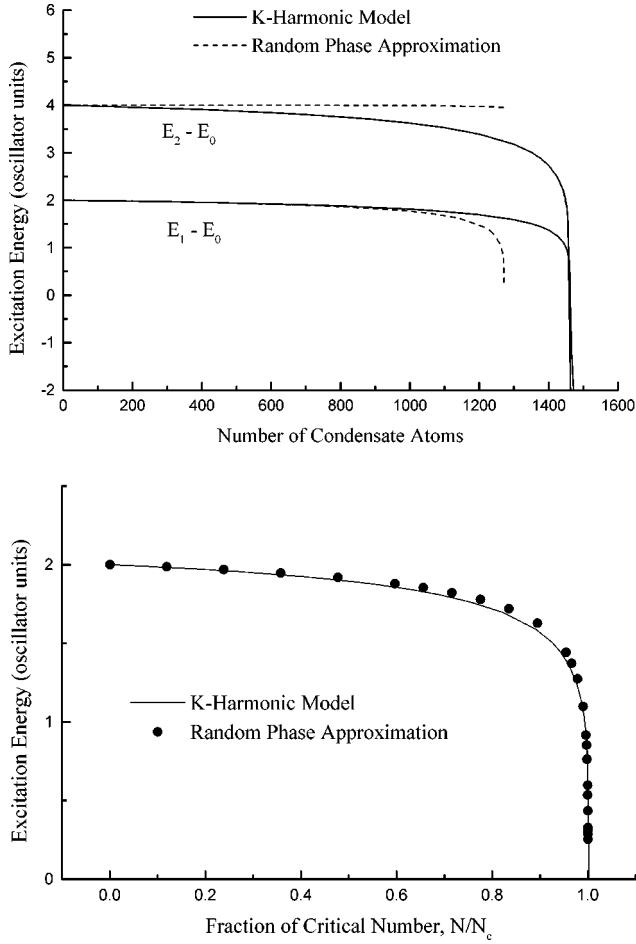 K-Harmonic Model
Random Phase Approximation
Excitation Energy (oscillator units)
6
5
4
3
2
1
0
-1
-2
E2 - E0
E1 - E0
0 200 400 600 800 1000 1200 1400 1600
Number of Condensate Atoms
Excitation Energy (oscillator units)
2
1
0
K-Harmonic Model
Random Phase Approximation
0.0 0.2 0.4 0.6 0.8 1.0
Fraction of Critical Number, N/Nc